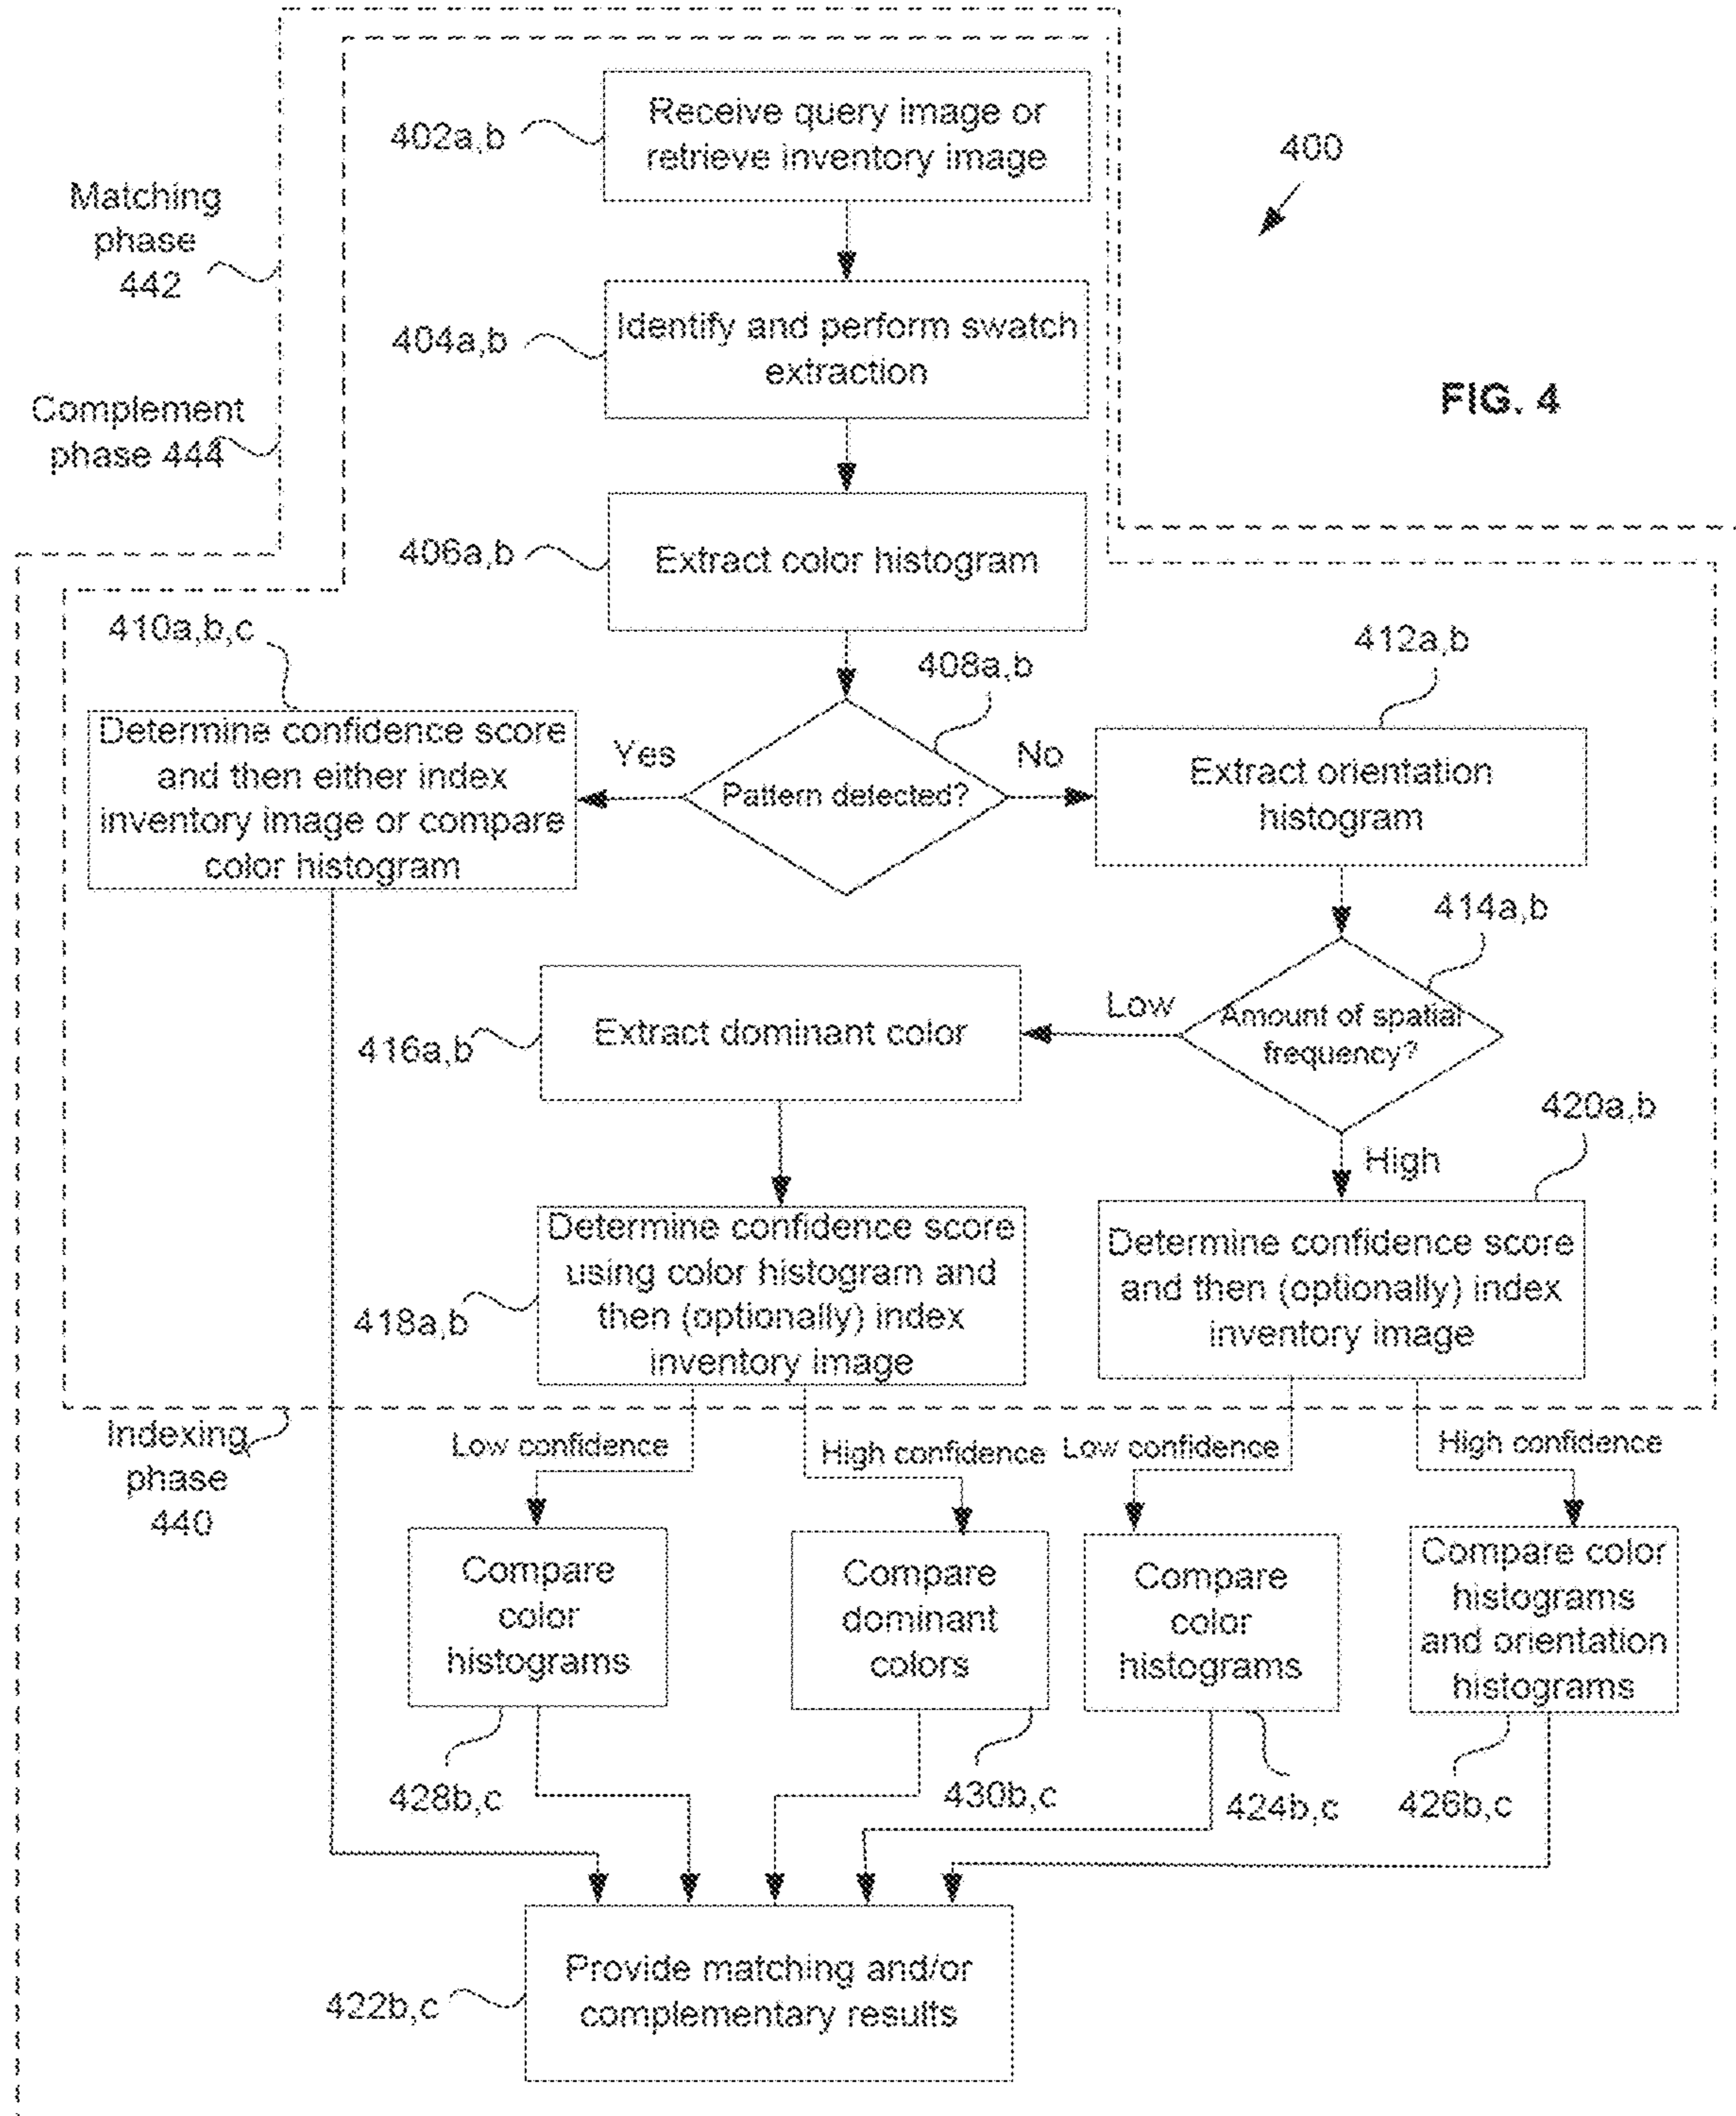 Receive query image or
retrieve inventory image
402a,b
400
Matching
phase
442
Identify and perform swatch
extraction
404a,b
FIG. 4
Complement
phase 444
Extract color histogram
406a,b
410a,b,c
408a,b
412a,b
Determine confidence score
and then either index
inventory image or compare
color histogram
Yes
Pattern detected?
No
Extract orientation
histogram
414a,b
Extract dominant color
416a,b
Low
Amount of spatial
frequency?
High
420a,b
Determine confidence score
using color histogram and
then (optionally) index
inventory image
418a,b
Determine confidence score
and then (optionally) index
inventory image
Indexing
phase
440
Low confidence
High confidence
Low confidence
High confidence
Compare
color
histograms
Compare
dominant
colors
Compare
color
histograms
Compare color
histograms
and orientation
histograms
428b,c
430b,c
424b,c
426b,c
Provide matching and/or
complementary results
422b,c